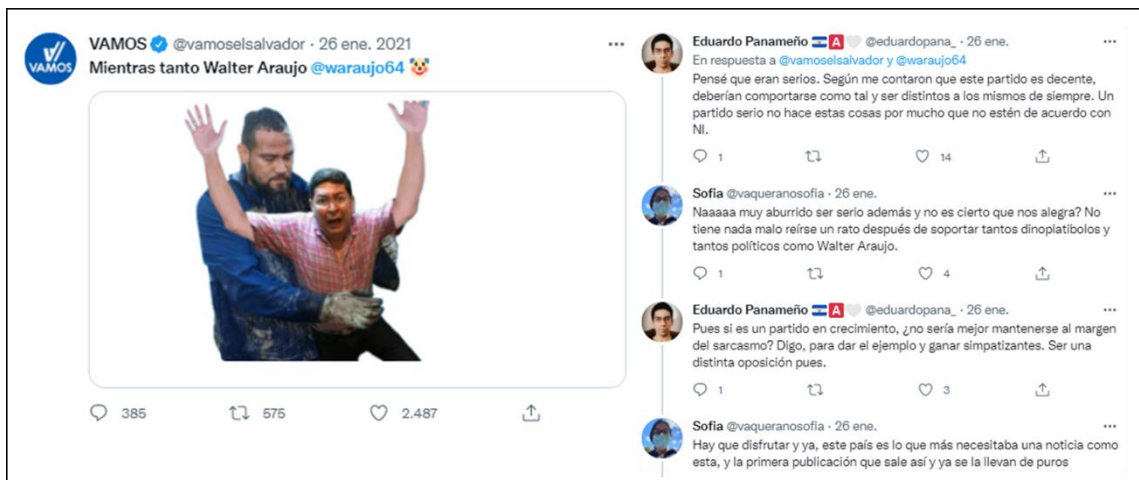 VAMOS @vamoselsalvador · 26 ene. 2021
Mientras tanto Walter Araujo @waraujo64 🤡
VAMOS
385 575 2.487
Eduardo Panameño 🇸🇻🅰️🤍 @eduardopana_ · 26 ene.
En respuesta a @vamoselsalvador y @waraujo64
Pensé que eran serios. Según me contaron que este partido es decente,
deberían comportarse como tal y ser distintos a los mismos de siempre. Un
partido serio no hace estas cosas por mucho que no estén de acuerdo con
NI.
1 14
Sofia @vaqueranosofia · 26 ene.
Naaaaa muy aburrido ser serio además y no es cierto que nos alegra? No
tiene nada malo reírse un rato después de soportar tantos dinoplatibolos y
tantos políticos como Walter Araujo.
1 4
Eduardo Panameño 🇸🇻🅰️🤍 @eduardopana_ · 26 ene.
Pues si es un partido en crecimiento, ¿no sería mejor mantenerse al margen
del sarcasmo? Digo, para dar el ejemplo y ganar simpatizantes. Ser una
distinta oposición pues.
1 3
Sofia @vaqueranosofia · 26 ene.
Hay que disfrutar y ya, este país es lo que más necesitaba una noticia como
esta, y la primera publicación que sale así y ya se la llevan de puros